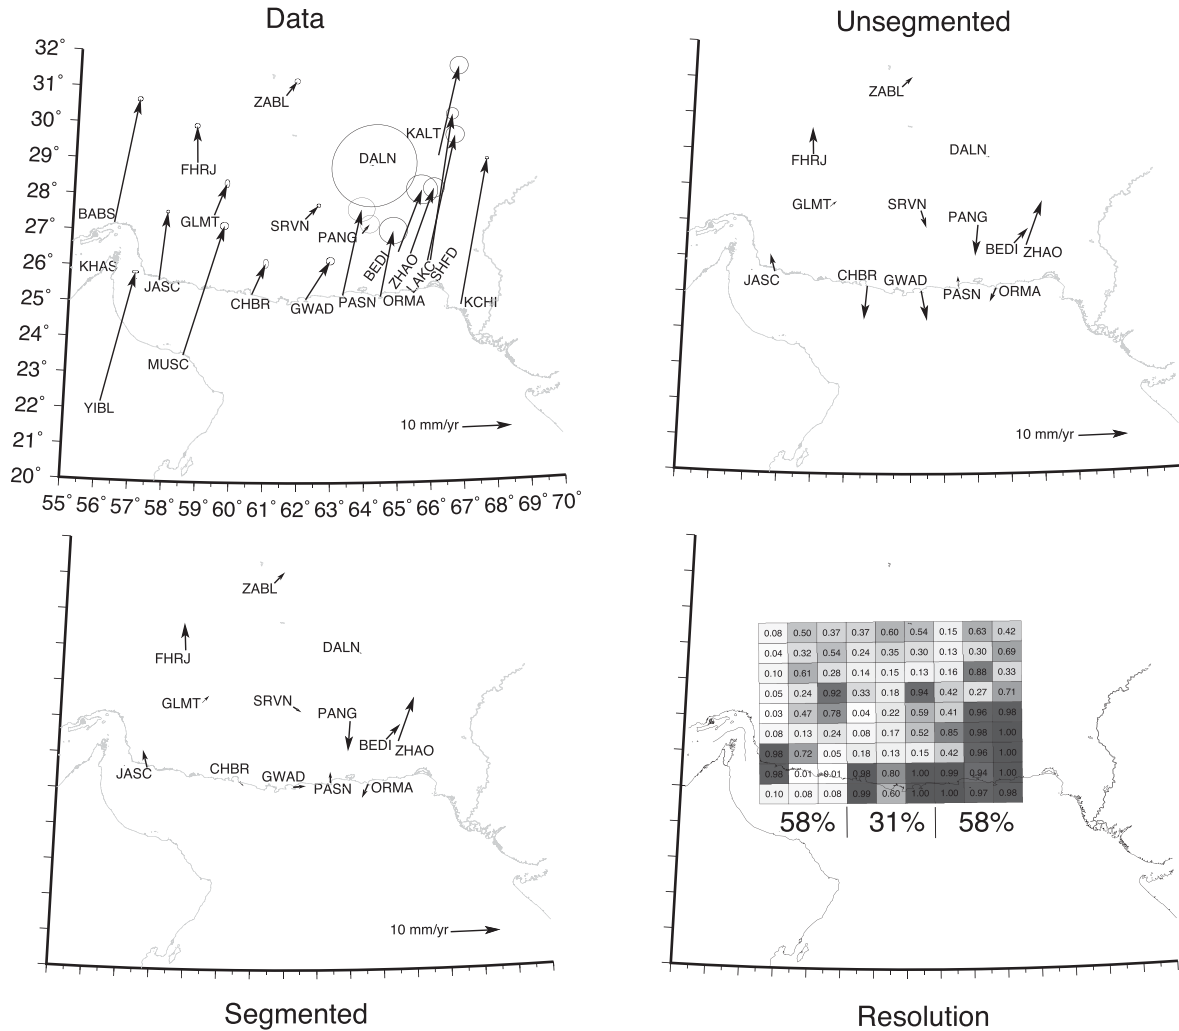 Data
Unsegmented
32°
31°
30°
29°
28°
27°
26°
25°
24°
23°
22°
21°
20°
55° 56° 57° 58° 59° 60° 61° 62° 63° 64° 65° 66° 67° 68° 69° 70°
ZABL
KALT
DALN
FHRJ
BABS
GLMT
SRVN
PANG
KHAS
JASC
BEDI
ZHAO
LAKC
SHFD
CHBR
GWAD
PASN
ORMA
KCHI
MUSC
YIBL
10 mm/yr
ZABL
DALN
FHRJ
GLMT
SRVN
PANG
BEDI
ZHAO
JASC
CHBR
GWAD
PASN
ORMA
10 mm/yr
ZABL
DALN
FHRJ
GLMT
SRVN
PANG
BEDI
ZHAO
JASC
CHBR
GWAD
PASN
ORMA
10 mm/yr
0.08 0.50 0.37 0.37 0.60 0.54 0.15 0.63 0.42
0.04 0.32 0.54 0.24 0.35 0.30 0.13 0.30 0.69
0.10 0.61 0.28 0.14 0.15 0.13 0.16 0.88 0.33
0.05 0.24 0.92 0.33 0.18 0.94 0.42 0.27 0.71
0.03 0.47 0.78 0.04 0.22 0.59 0.41 0.96 0.98
0.08 0.13 0.24 0.08 0.17 0.52 0.85 0.98 1.00
0.98 0.72 0.05 0.18 0.13 0.15 0.42 0.96 1.00
0.98 0.01 0.01 0.98 0.80 1.00 0.99 0.94 1.00
0.10 0.08 0.08 0.99 0.60 1.00 1.00 0.97 0.98
58% 31% 58%
Segmented
Resolution